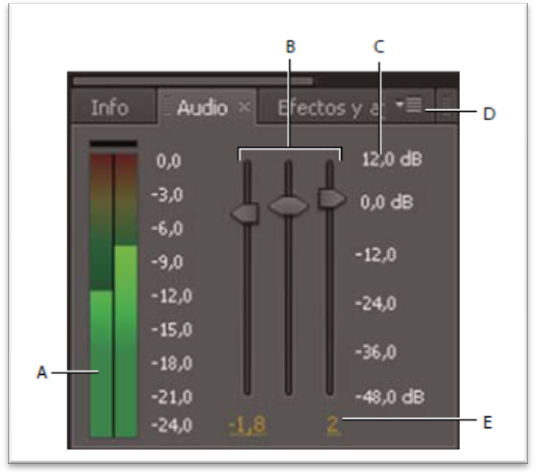 B
C
Info
Audio ×
Efectos y a
D
0,0
-3,0
-6,0
-9,0
-12,0
-15,0
-18,0
-21,0
-24,0
12,0 dB
0,0 dB
-12,0
-24,0
-36,0
-48,0 dB
A
-1,8
2
E